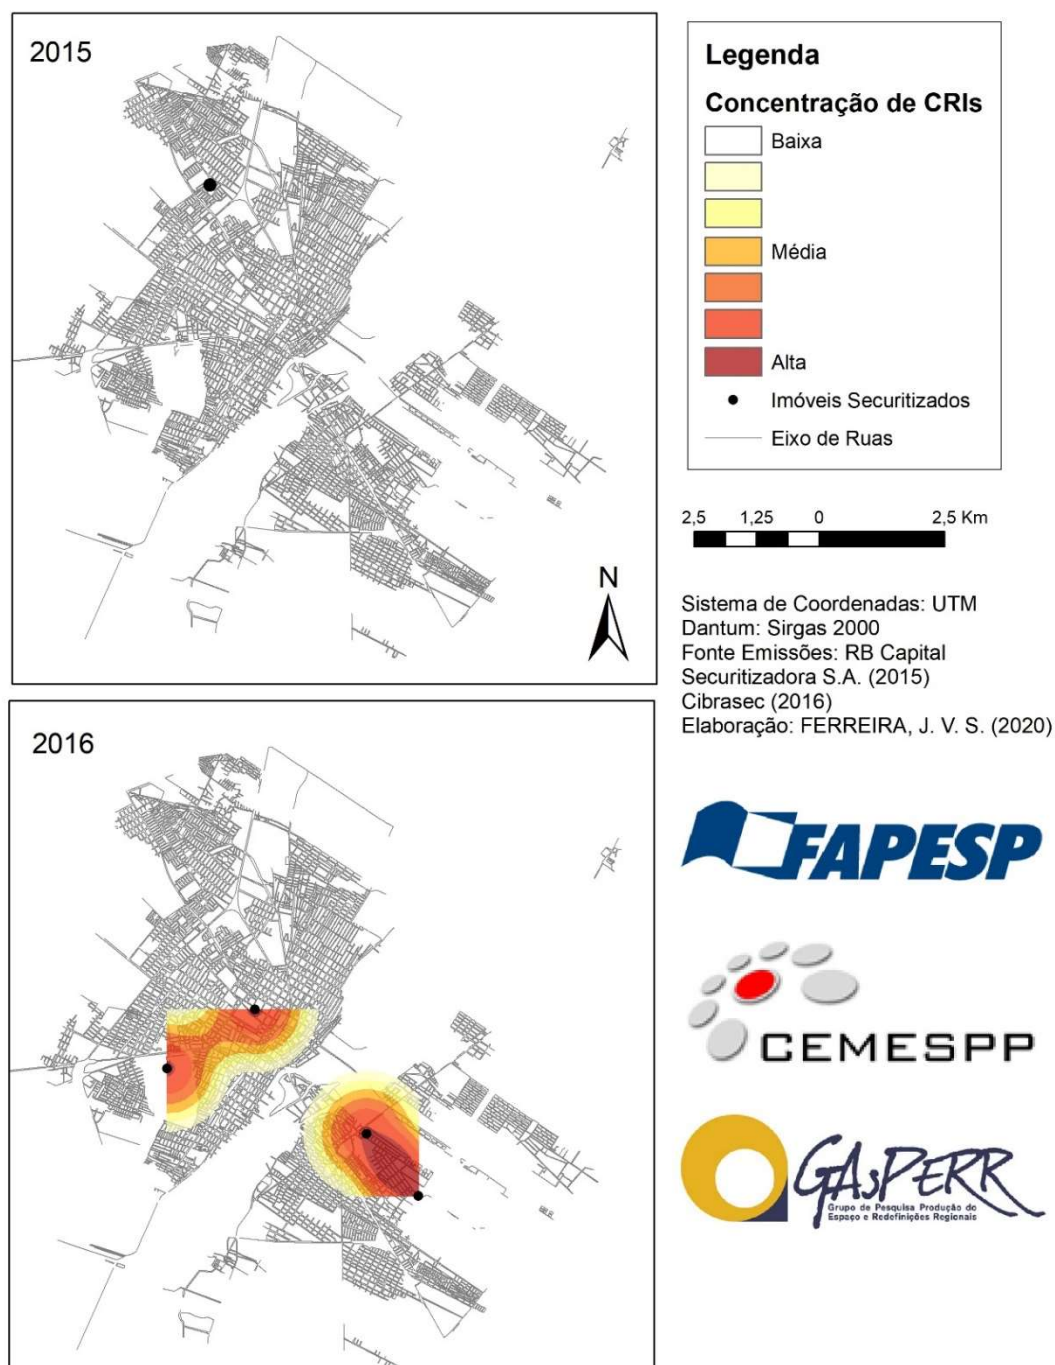 2015
N
2016
Legenda
Concentração de CRIs
Baixa
Média
Alta
Imóveis Securitizados
Eixo de Ruas
2,5 1,25 0 2,5 Km
Sistema de Coordenadas: UTM
Dantum: Sirgas 2000
Fonte Emissões: RB Capital
Securitizadora S.A. (2015)
Cibrasec (2016)
Elaboração: FERREIRA, J. V. S. (2020)
FAPESP
CEMESPP
GAsPERR
Grupo de Pesquisa Produção do
Espaço e Redefinições Regionais